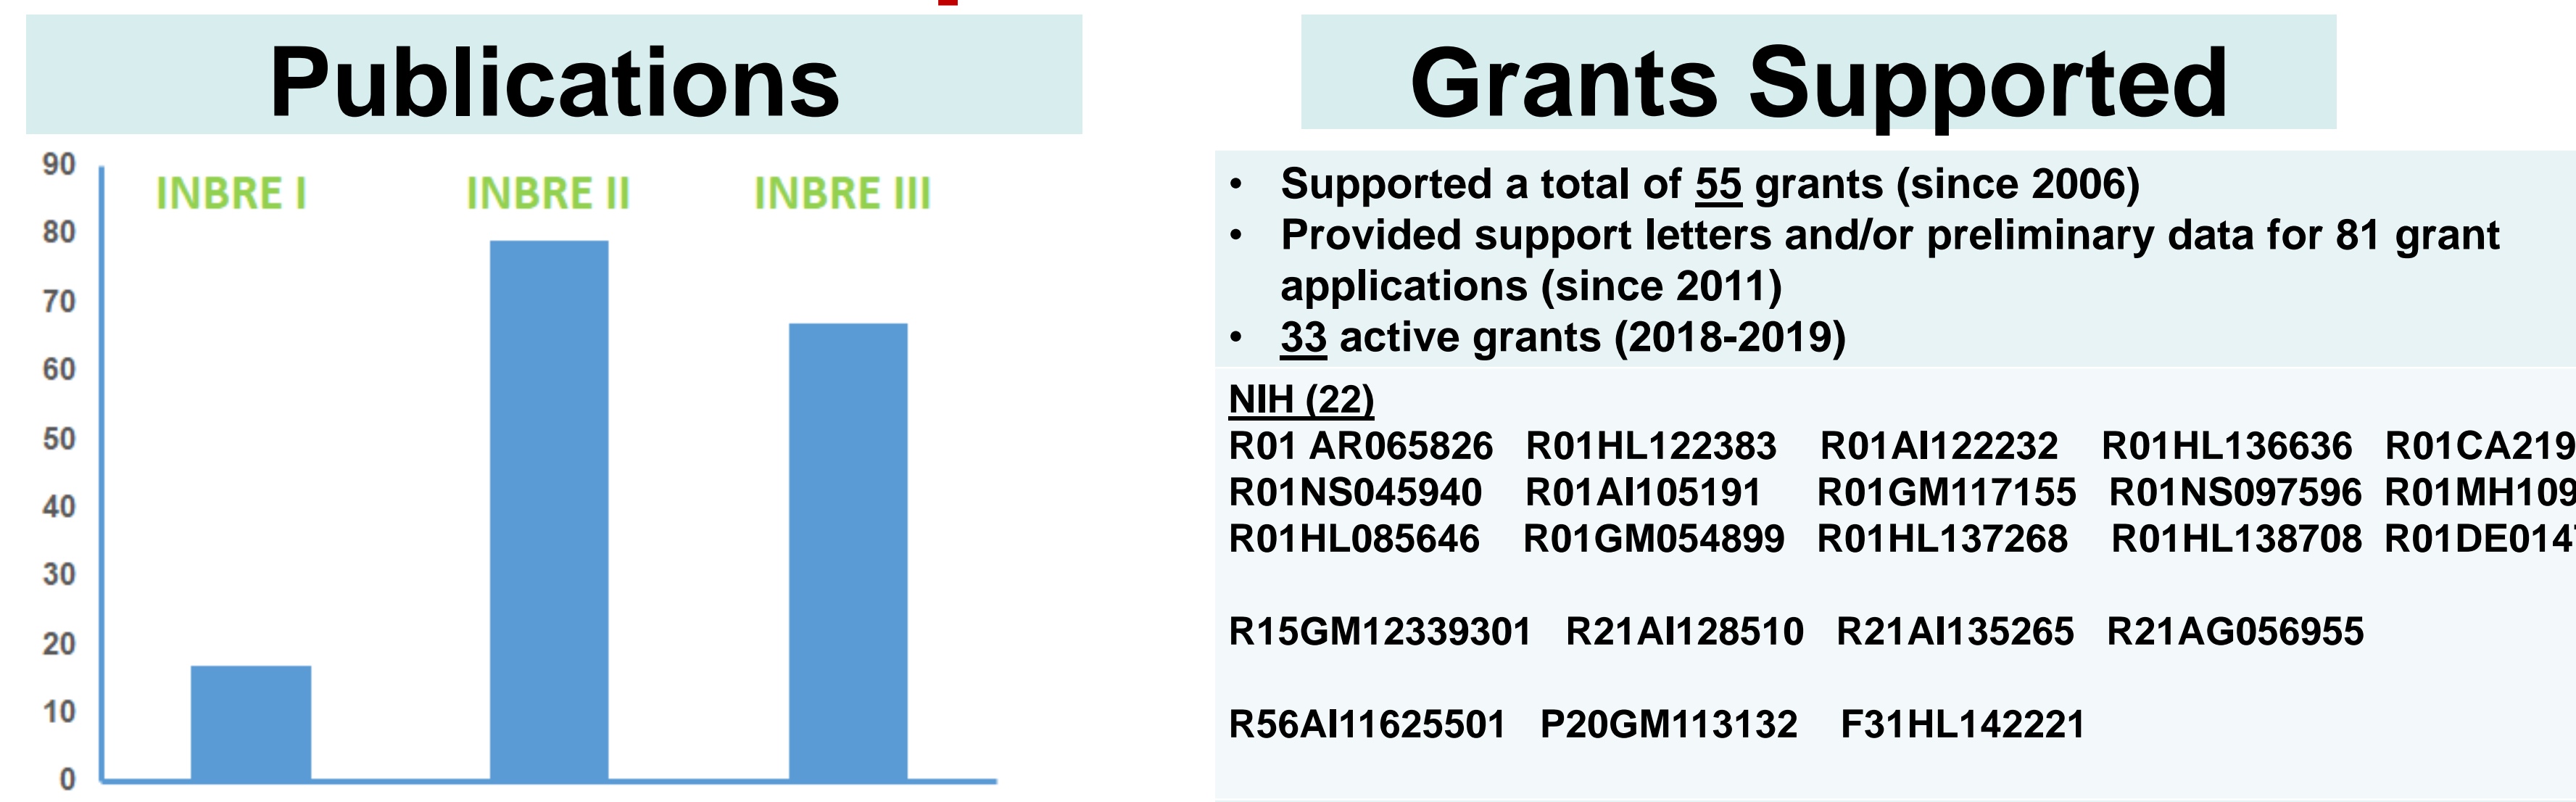 Publications
90
80
70
60
50
40
30
20
10
0
INBRE I INBRE II INBRE III
Grants Supported
• Supported a total of 55 grants (since 2006)
• Provided support letters and/or preliminary data for 81 grant
applications (since 2011)
• 33 active grants (2018-2019)
NIH (22)
R01 AR065826 R01HL122383 R01AI122232 R01HL136636 R01CA219
R01NS045940 R01AI105191 R01GM117155 R01NS097596 R01MH109
R01HL085646 R01GM054899 R01HL137268 R01HL138708 R01DE014
R15GM12339301 R21AI128510 R21AI135265 R21AG056955
R56AI11625501 P20GM113132 F31HL142221